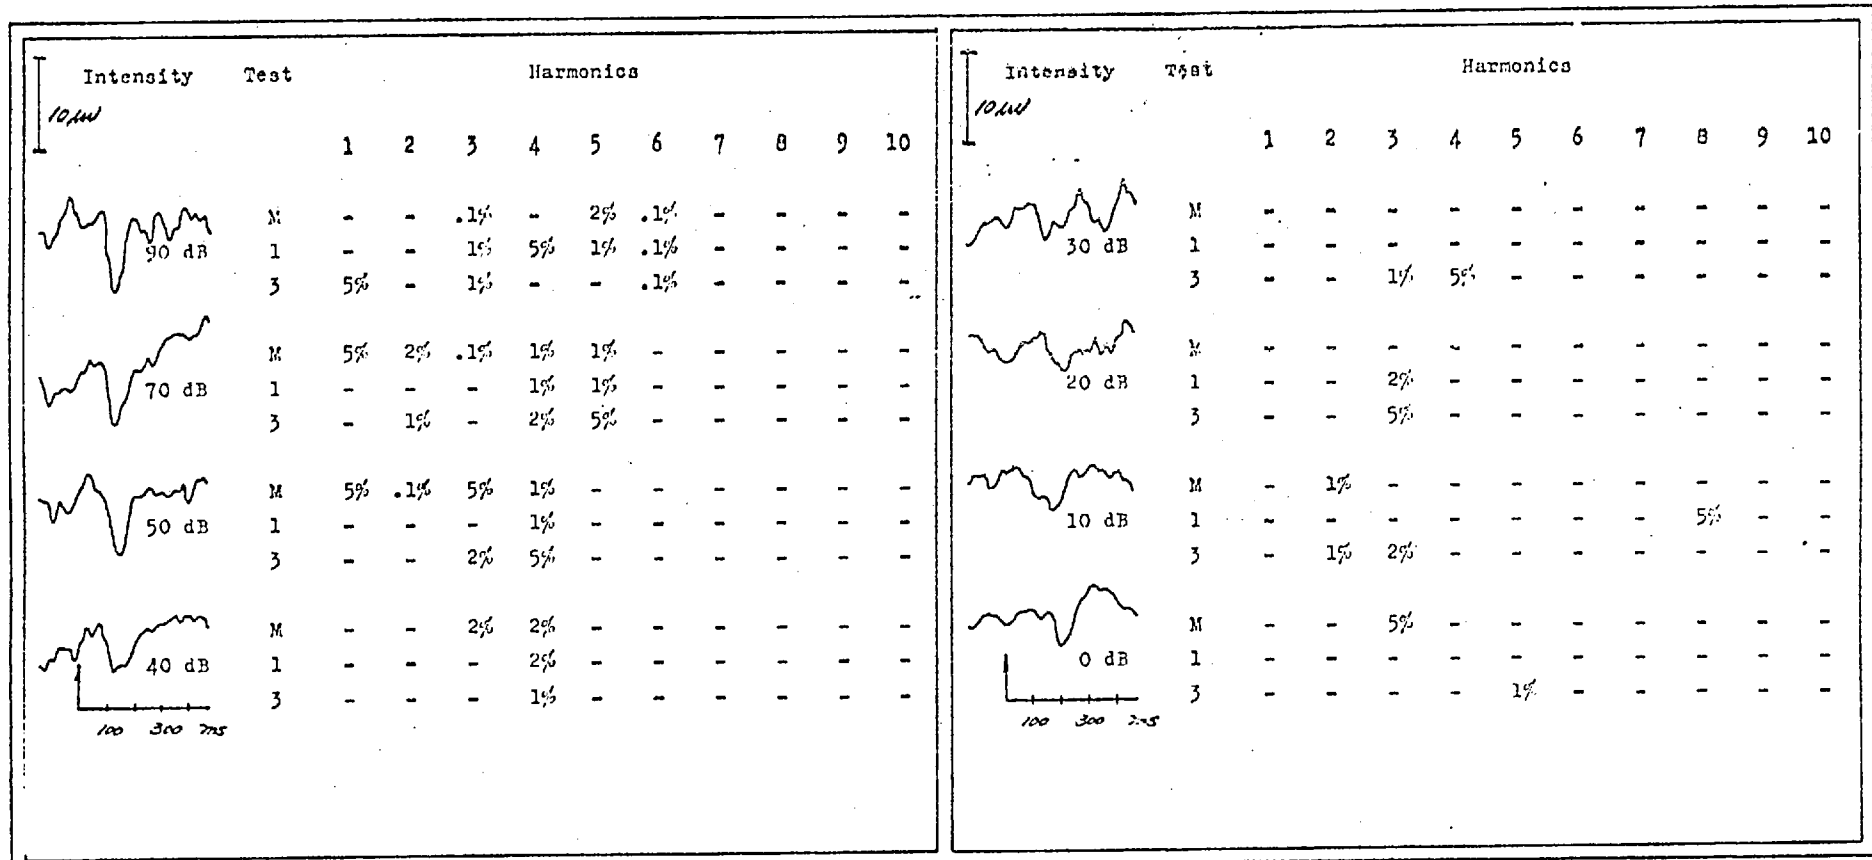 Intensity Test Harmonics
10 μv
1 2 3 4 5 6 7 8 9 10
M - - .1% - 2% .1% - - - -
90 dB 1 - - 1% 5% 1% .1% - - - -
3 5% - 1% - - .1% - - - -
M 5% 2% .1% 1% 1% - - - - -
70 dB 1 - - - 1% 1% - - - - -
3 - 1% - 2% 5% - - - - -
M 5% .1% 5% 1% - - - - - -
50 dB 1 - - - 1% - - - - - -
3 - - 2% 5% - - - - - -
M - - 2% 2% - - - - - -
40 dB 1 - - - 2% - - - - - -
3 - - - 1% - - - - - -
100 300 ms
Intensity Test Harmonics
10 μv
1 2 3 4 5 6 7 8 9 10
M - - - - - - - - - -
30 dB 1 - - - - - - - - - -
3 - - 1% 5% - - - - - -
M - - - - - - - - - -
20 dB 1 - - 2% - - - - - - -
3 - - 5% - - - - - - -
M - 1% - - - - - - - -
10 dB 1 - - - - - - - 5% - -
3 - 1% 2% - - - - - - -
M - - 5% - - - - - - -
0 dB 1 - - - - - - - - - -
3 - - - - 1% - - - - -
100 300 ms